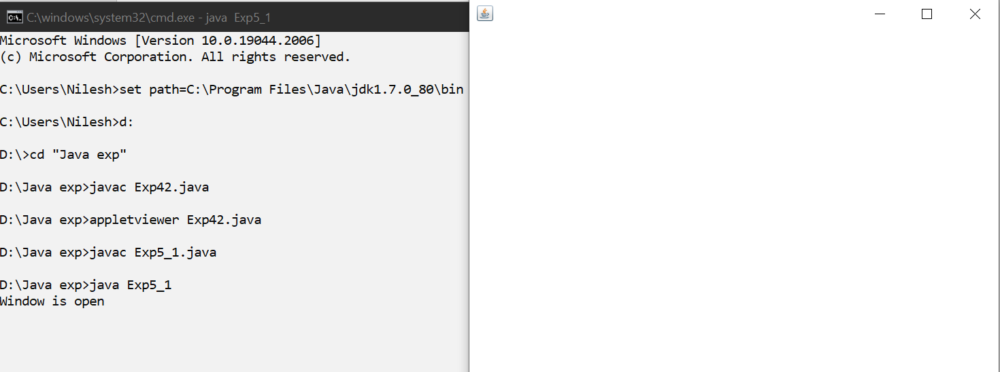 C:\windows\system32\cmd.exe - java  Exp5_1
Microsoft Windows [Version 10.0.19044.2006]
(c) Microsoft Corporation. All rights reserved.
C:\Users\Nilesh>set path=C:\Program Files\Java\jdk1.7.0_80\bin
C:\Users\Nilesh>d:
D:\>cd "Java exp"
D:\Java exp>javac Exp42.java
D:\Java exp>appletviewer Exp42.java
D:\Java exp>javac Exp5_1.java
D:\Java exp>java Exp5_1
Window is open